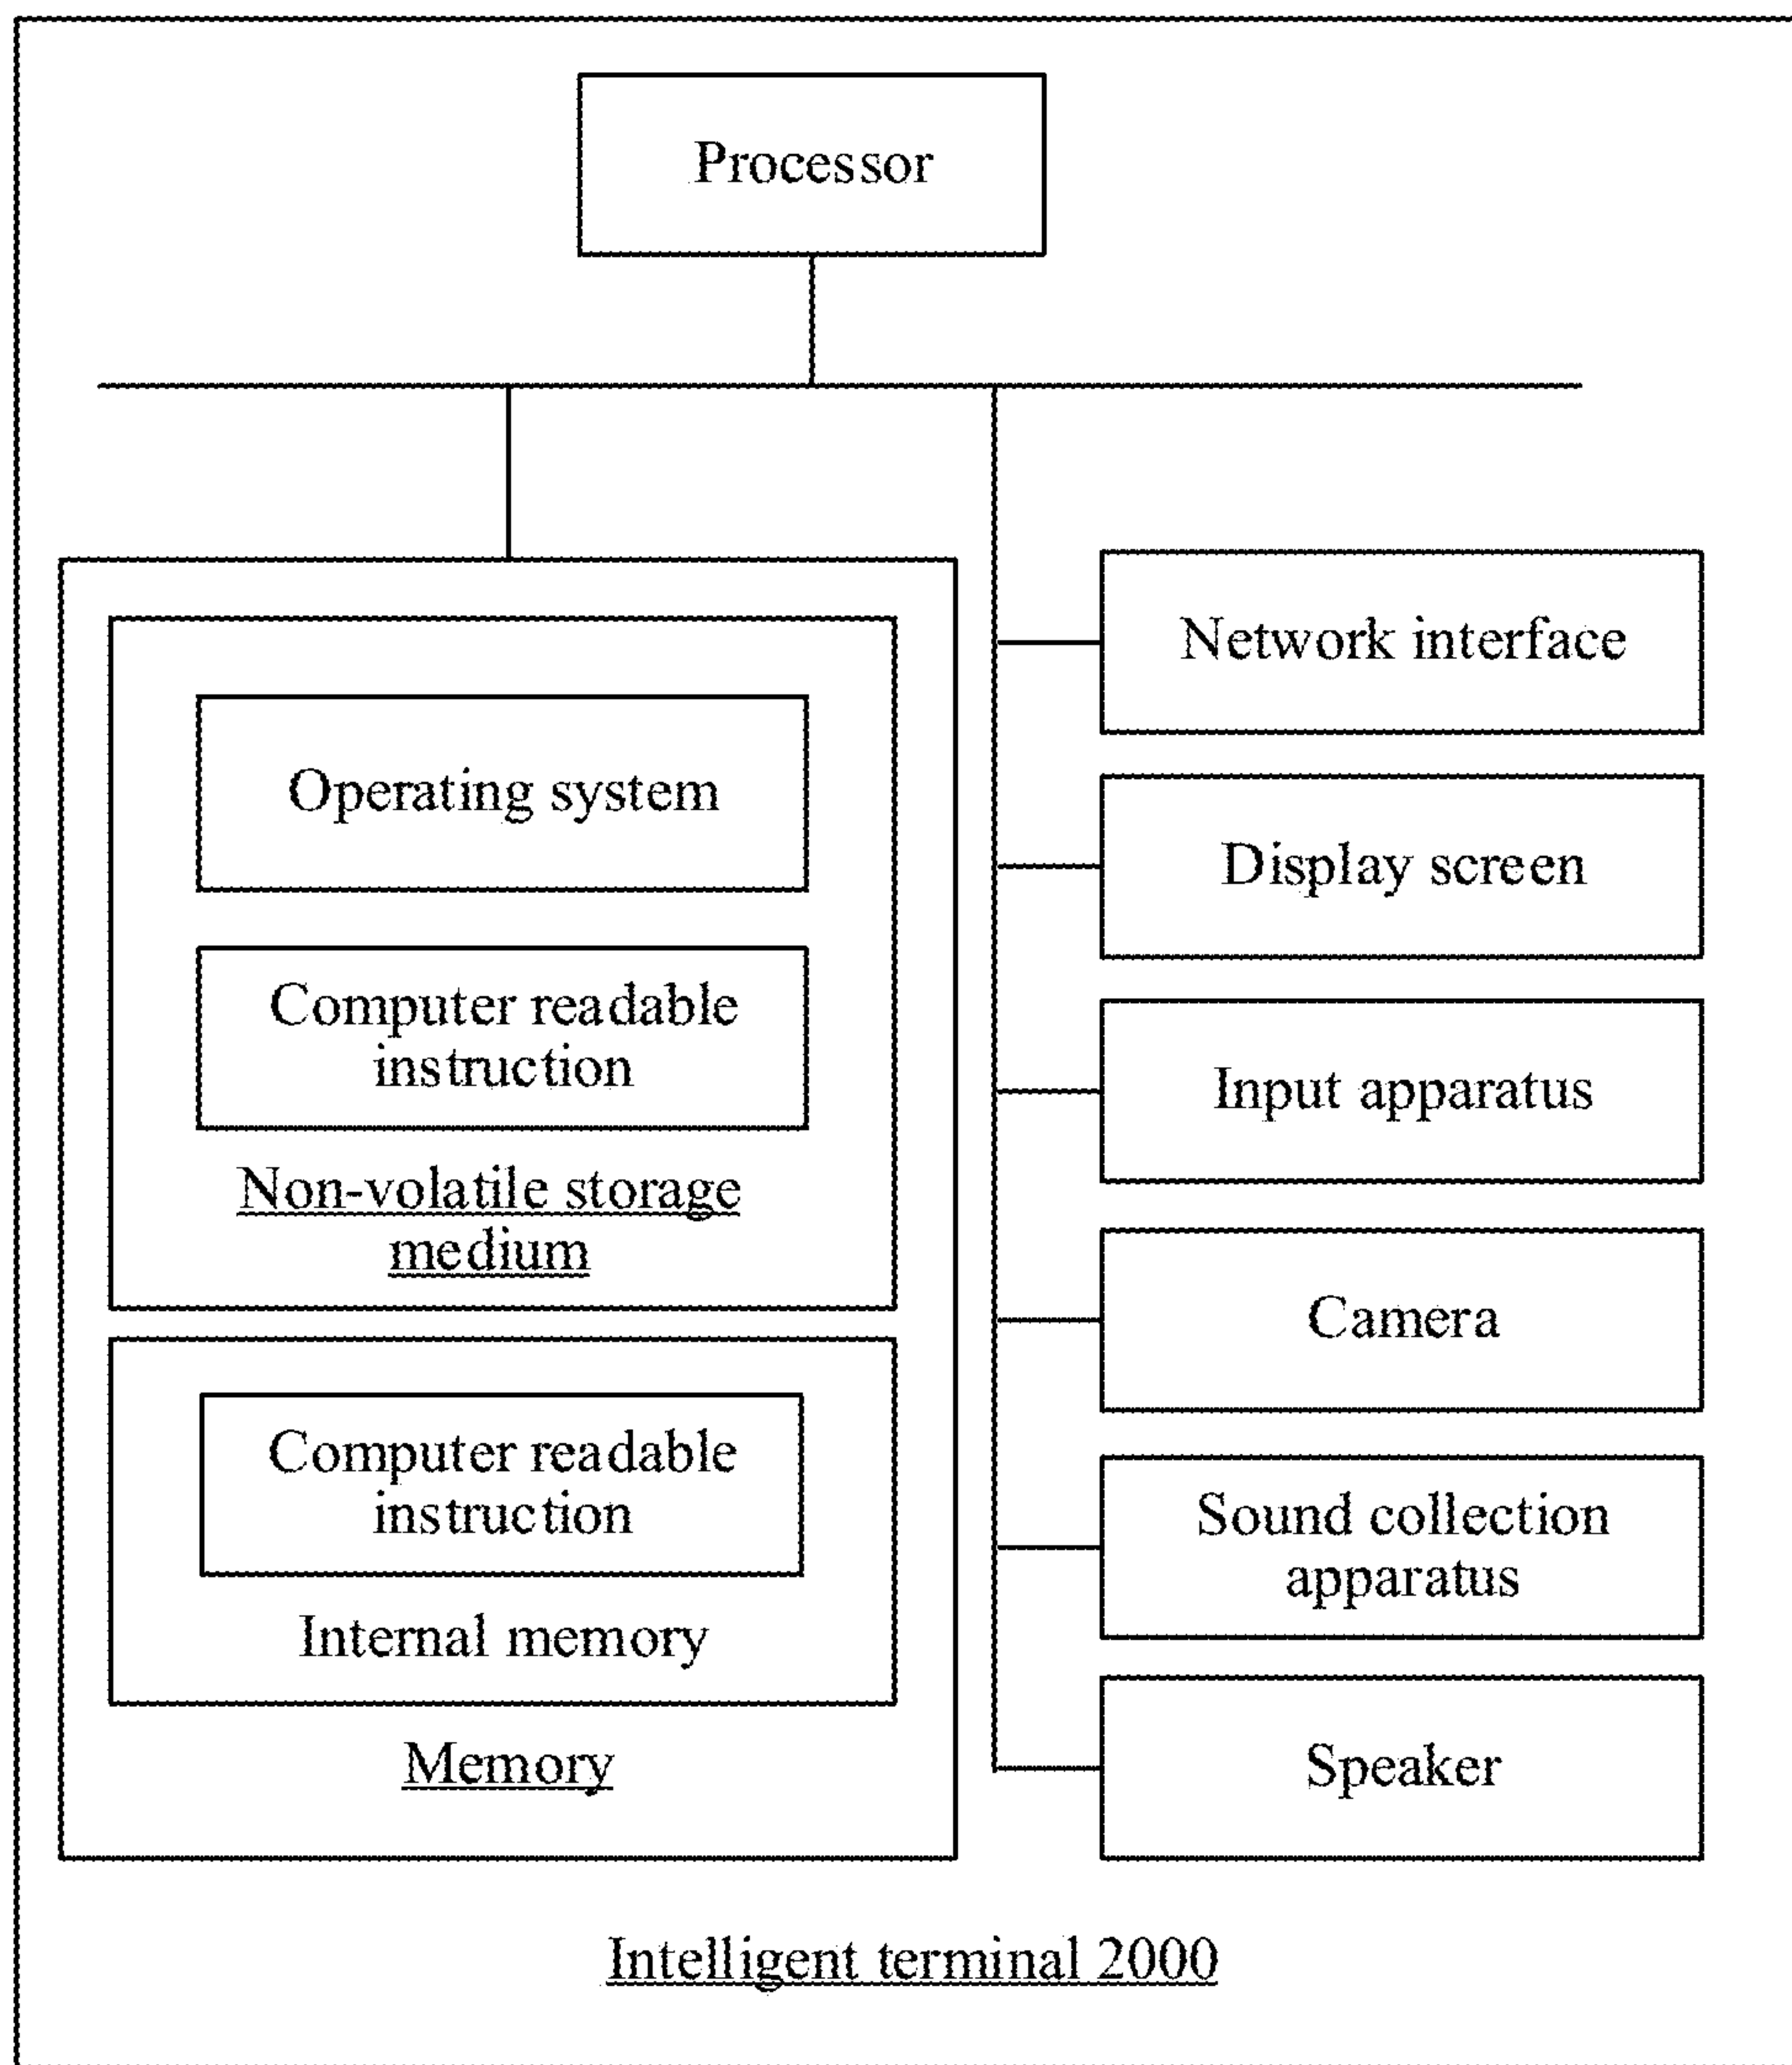 Processor
Operating system
Computer readable
instruction
Non-volatile storage
medium
Computer readable
instruction
Internal memory
Memory
Network interface
Display screen
Input apparatus
Camera
Sound collection
apparatus
Speaker
Intelligent terminal 2000